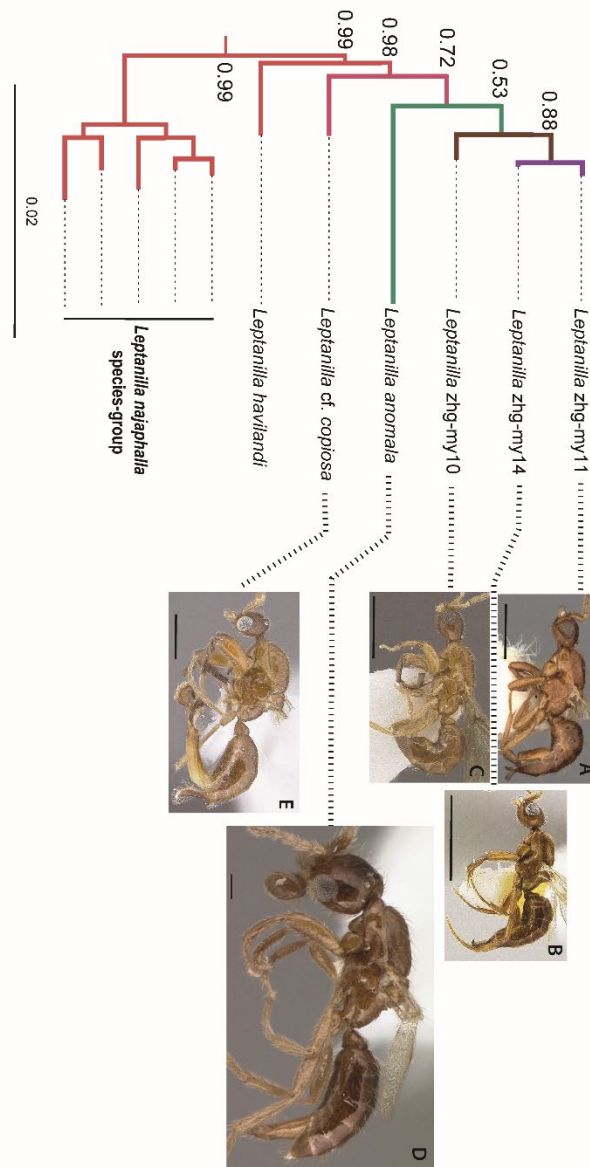 0.99
0.99
0.98
0.72
0.53
0.88
0.02
Leptanilla zhg-my11
Leptanilla zhg-my14
Leptanilla zhg-my10
Leptanilla anomala
Leptanilla cf. copiosa
Leptanilla havilandi
Leptanilla najaphalla
species-group
A
B
C
D
E